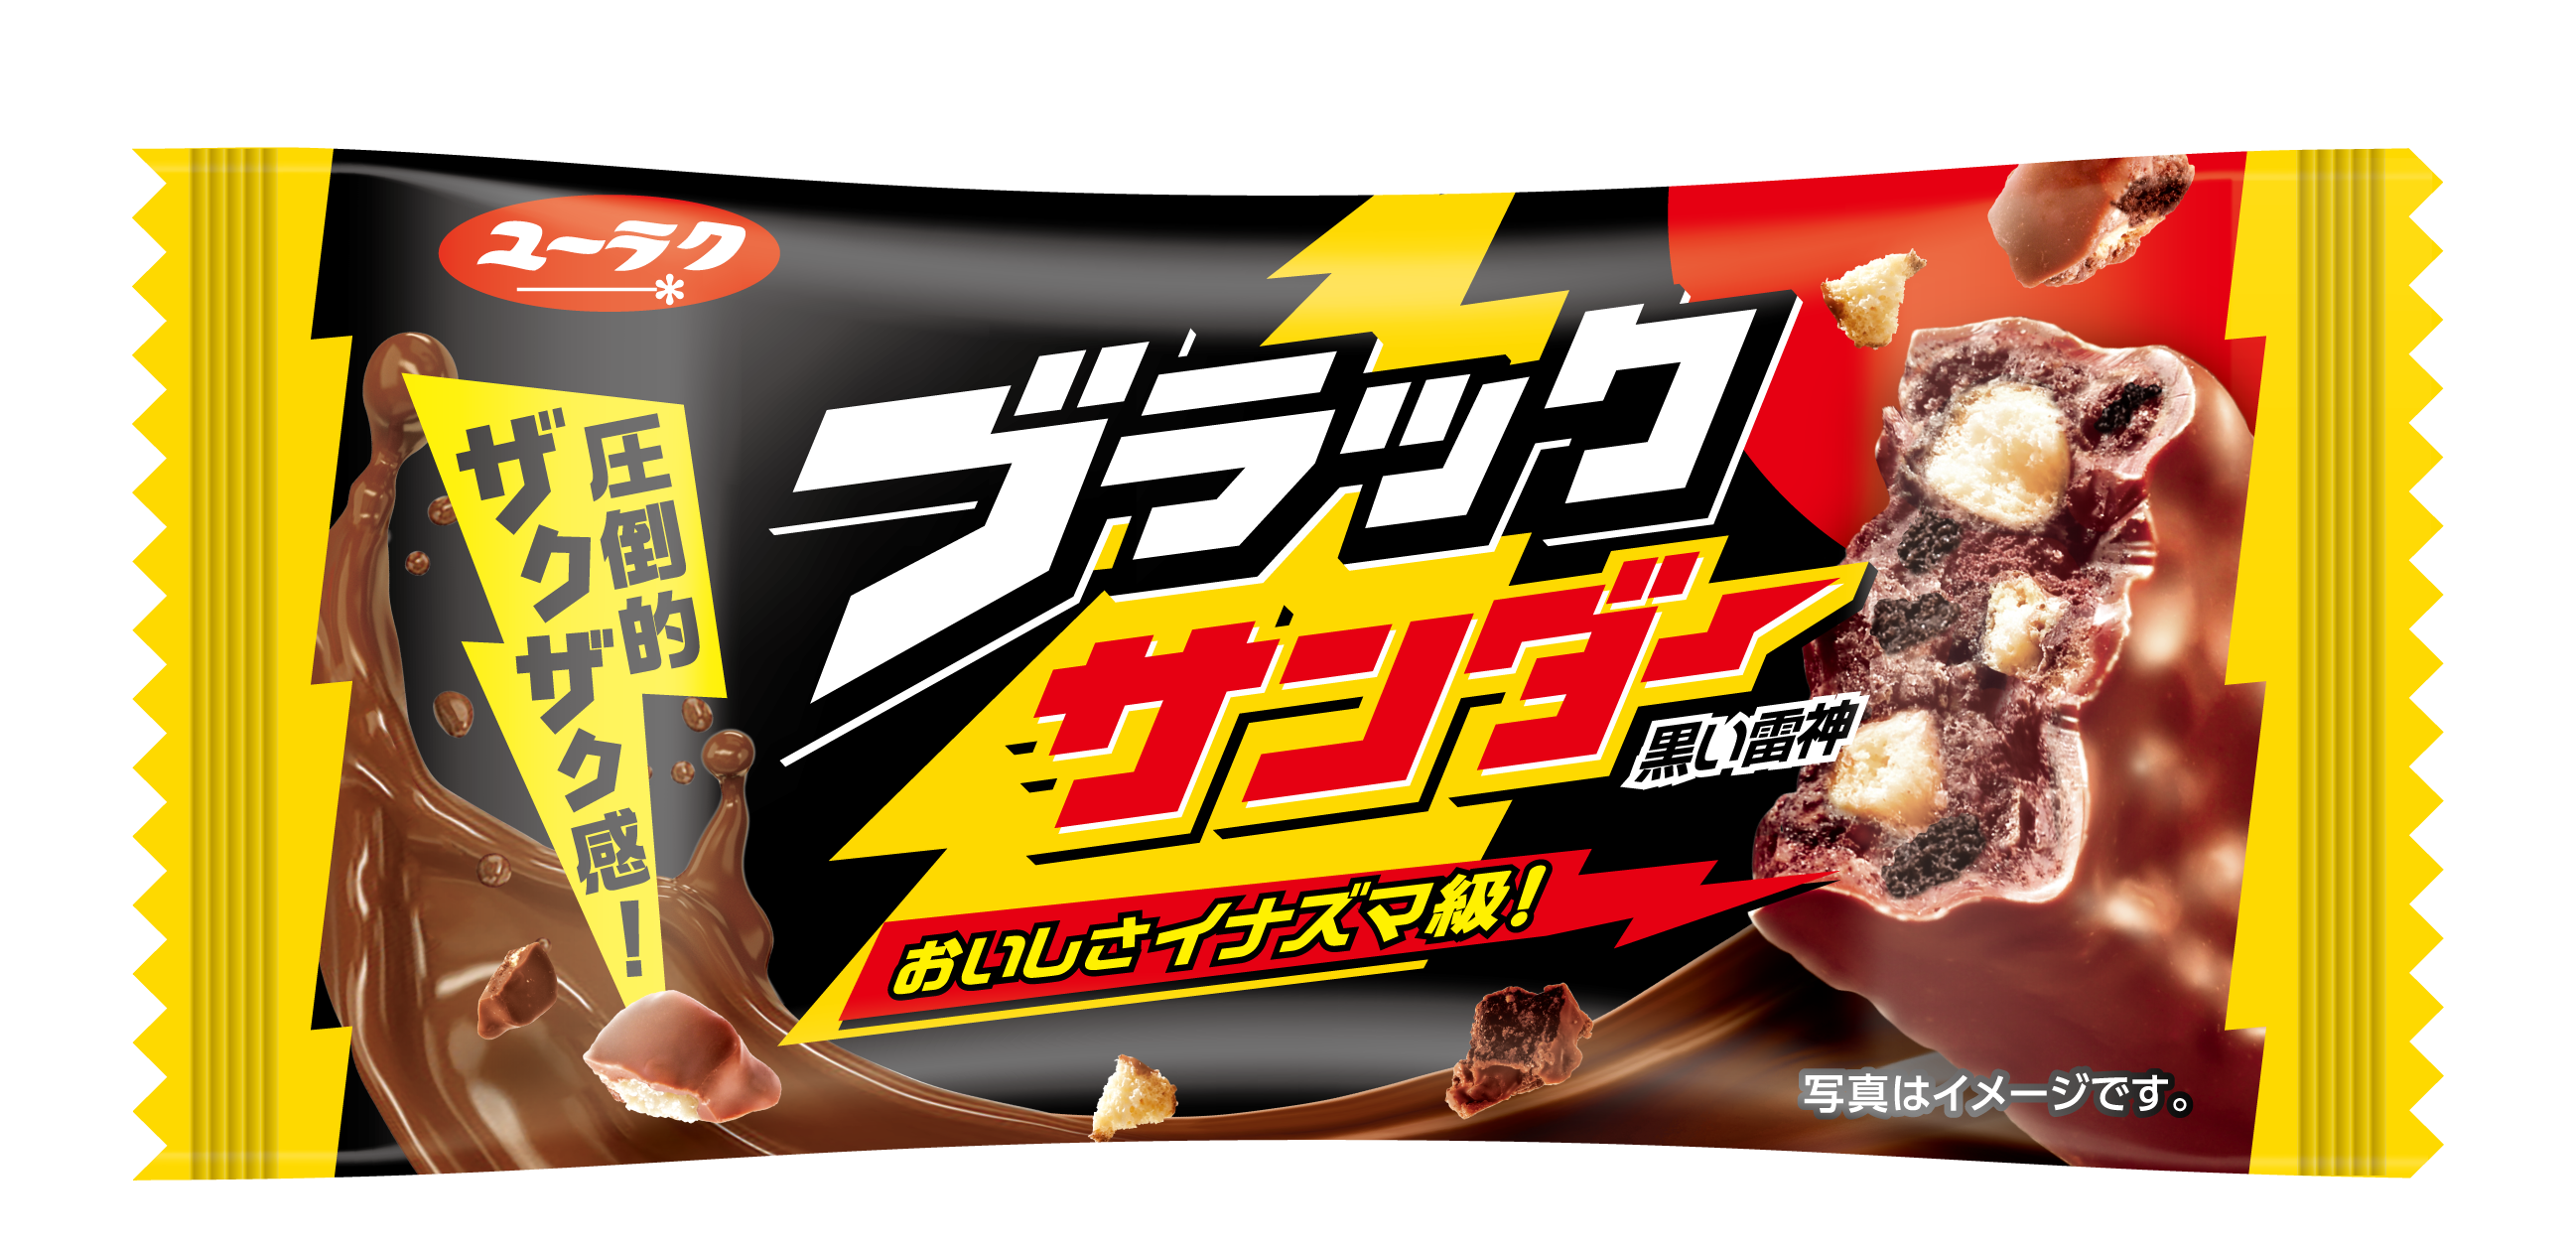 ユーラク
圧倒的
ザクザク感!
ブラック
サンダー
黒い雷神
おいしさイナズマ級!
写真はイメージです。